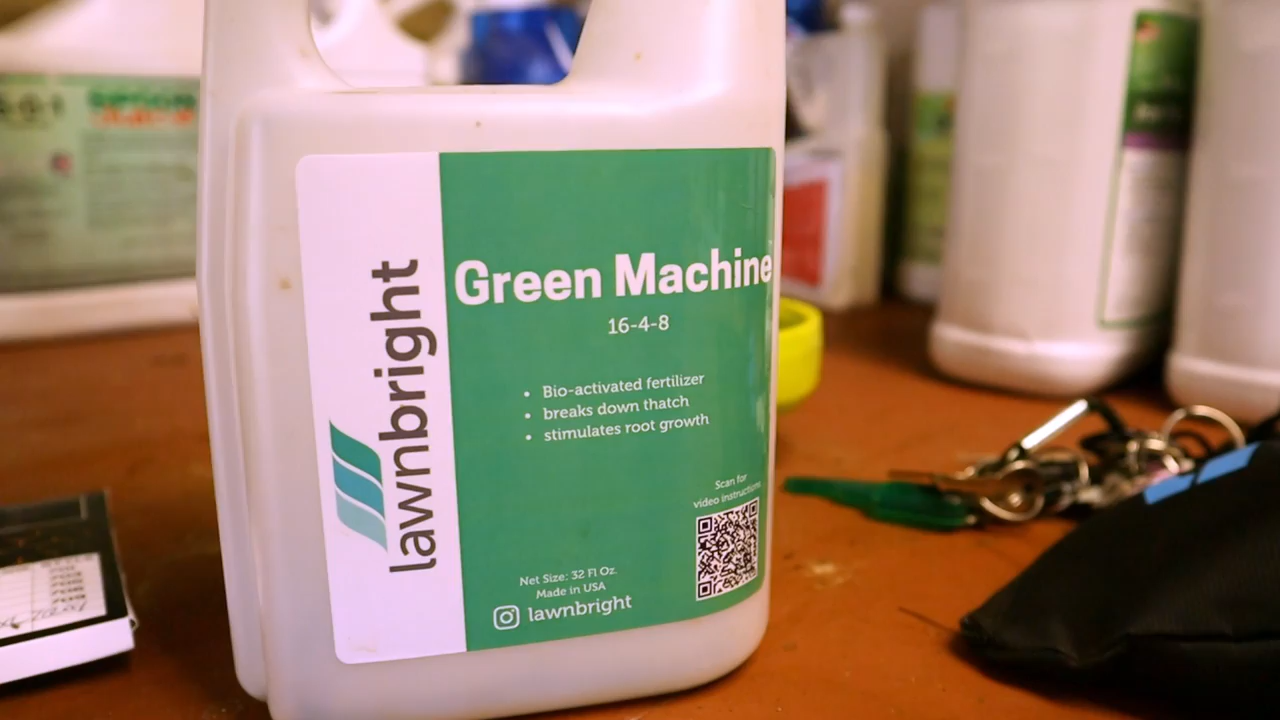 lawnbright
Green Machine
16-4-8
• Bio-activated fertilizer
• breaks down thatch
• stimulates root growth
Scan for
video instructions
Net Size: 32 Fl Oz.
Made in USA
lawnbright